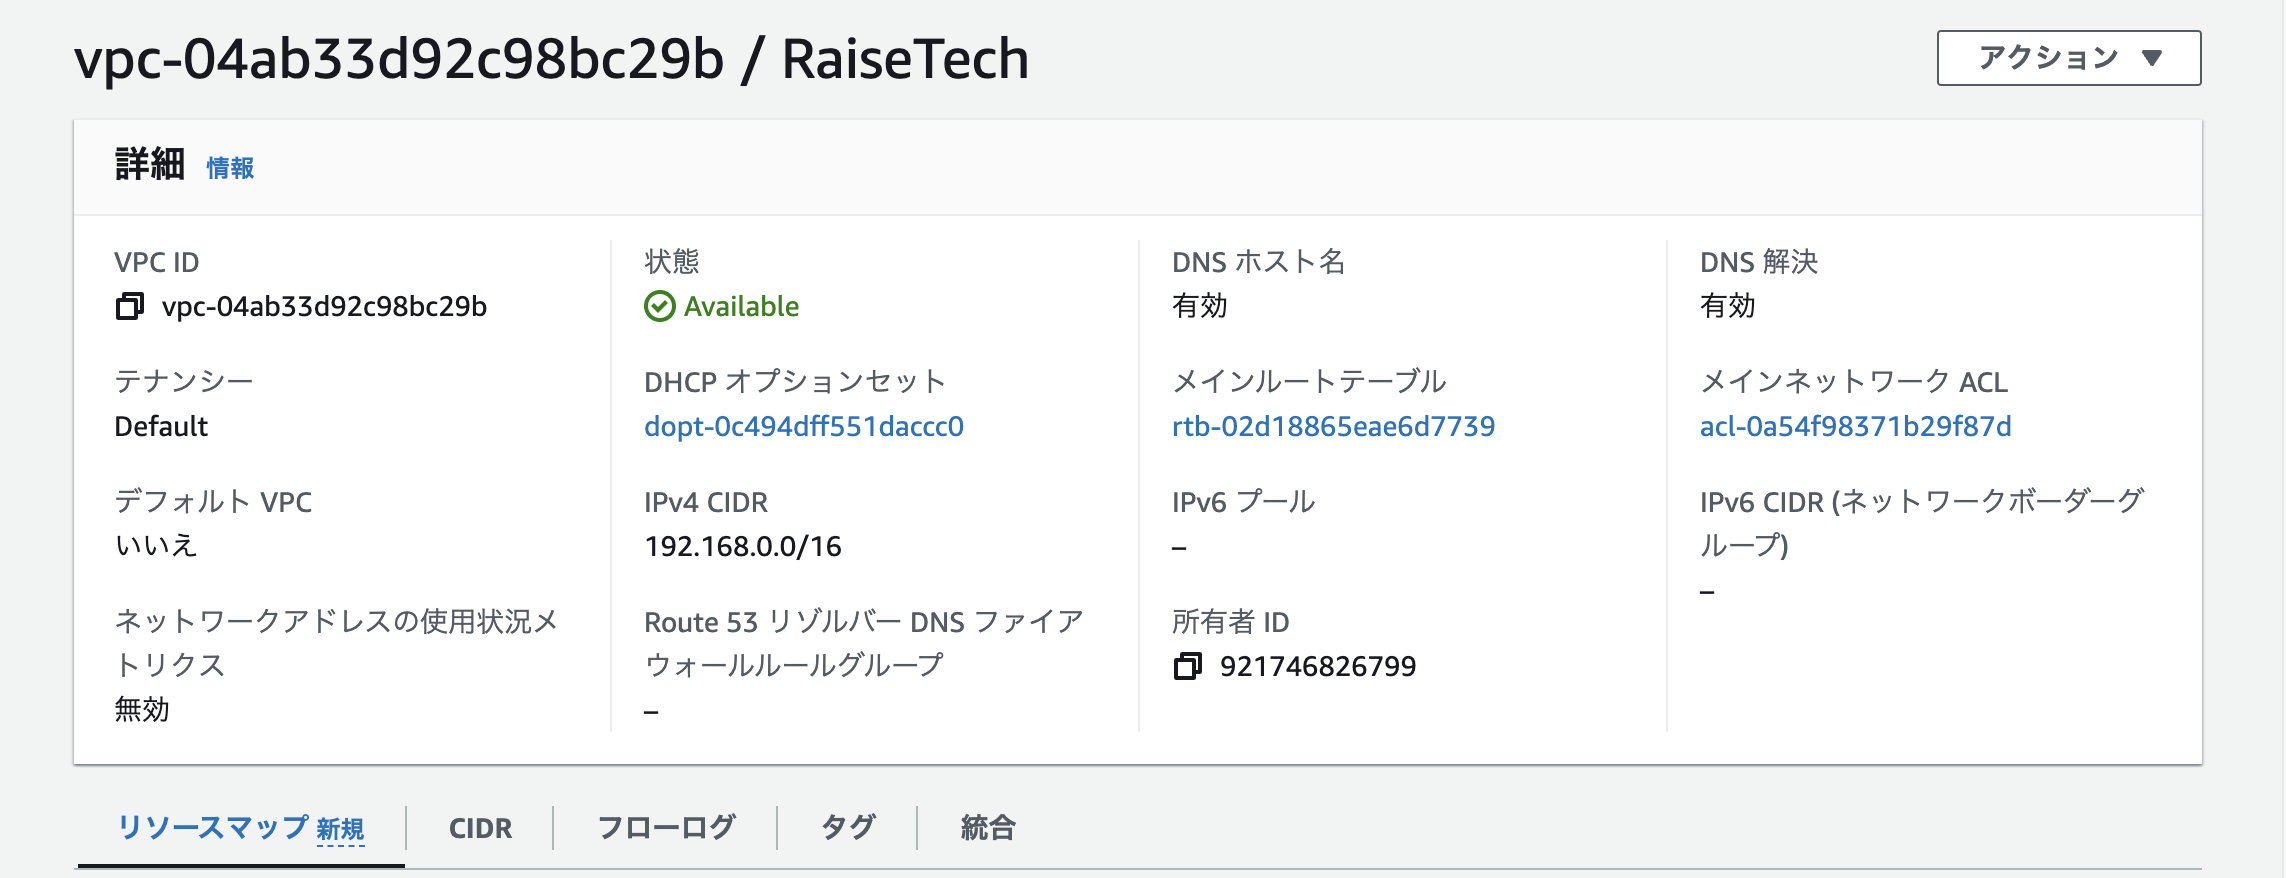 vpc-04ab33d92c98bc29b / RaiseTech
アクション ▼
詳細 情報
VPC ID
vpc-04ab33d92c98bc29b
状態
Available
DNS ホスト名
有効
DNS 解決
有効
テナンシー
Default
DHCP オプションセット
dopt-0c494dff551daccc0
メインルートテーブル
rtb-02d18865eae6d7739
メインネットワーク ACL
acl-0a54f98371b29f87d
デフォルト VPC
いいえ
IPv4 CIDR
192.168.0.0/16
IPv6 プール
–
IPv6 CIDR (ネットワークボーダーグ
ループ)
–
ネットワークアドレスの使用状況メ
トリクス
無効
Route 53 リゾルバー DNS ファイア
ウォールルールグループ
–
所有者 ID
921746826799
リソースマップ 新規
CIDR
フローログ
タグ
統合